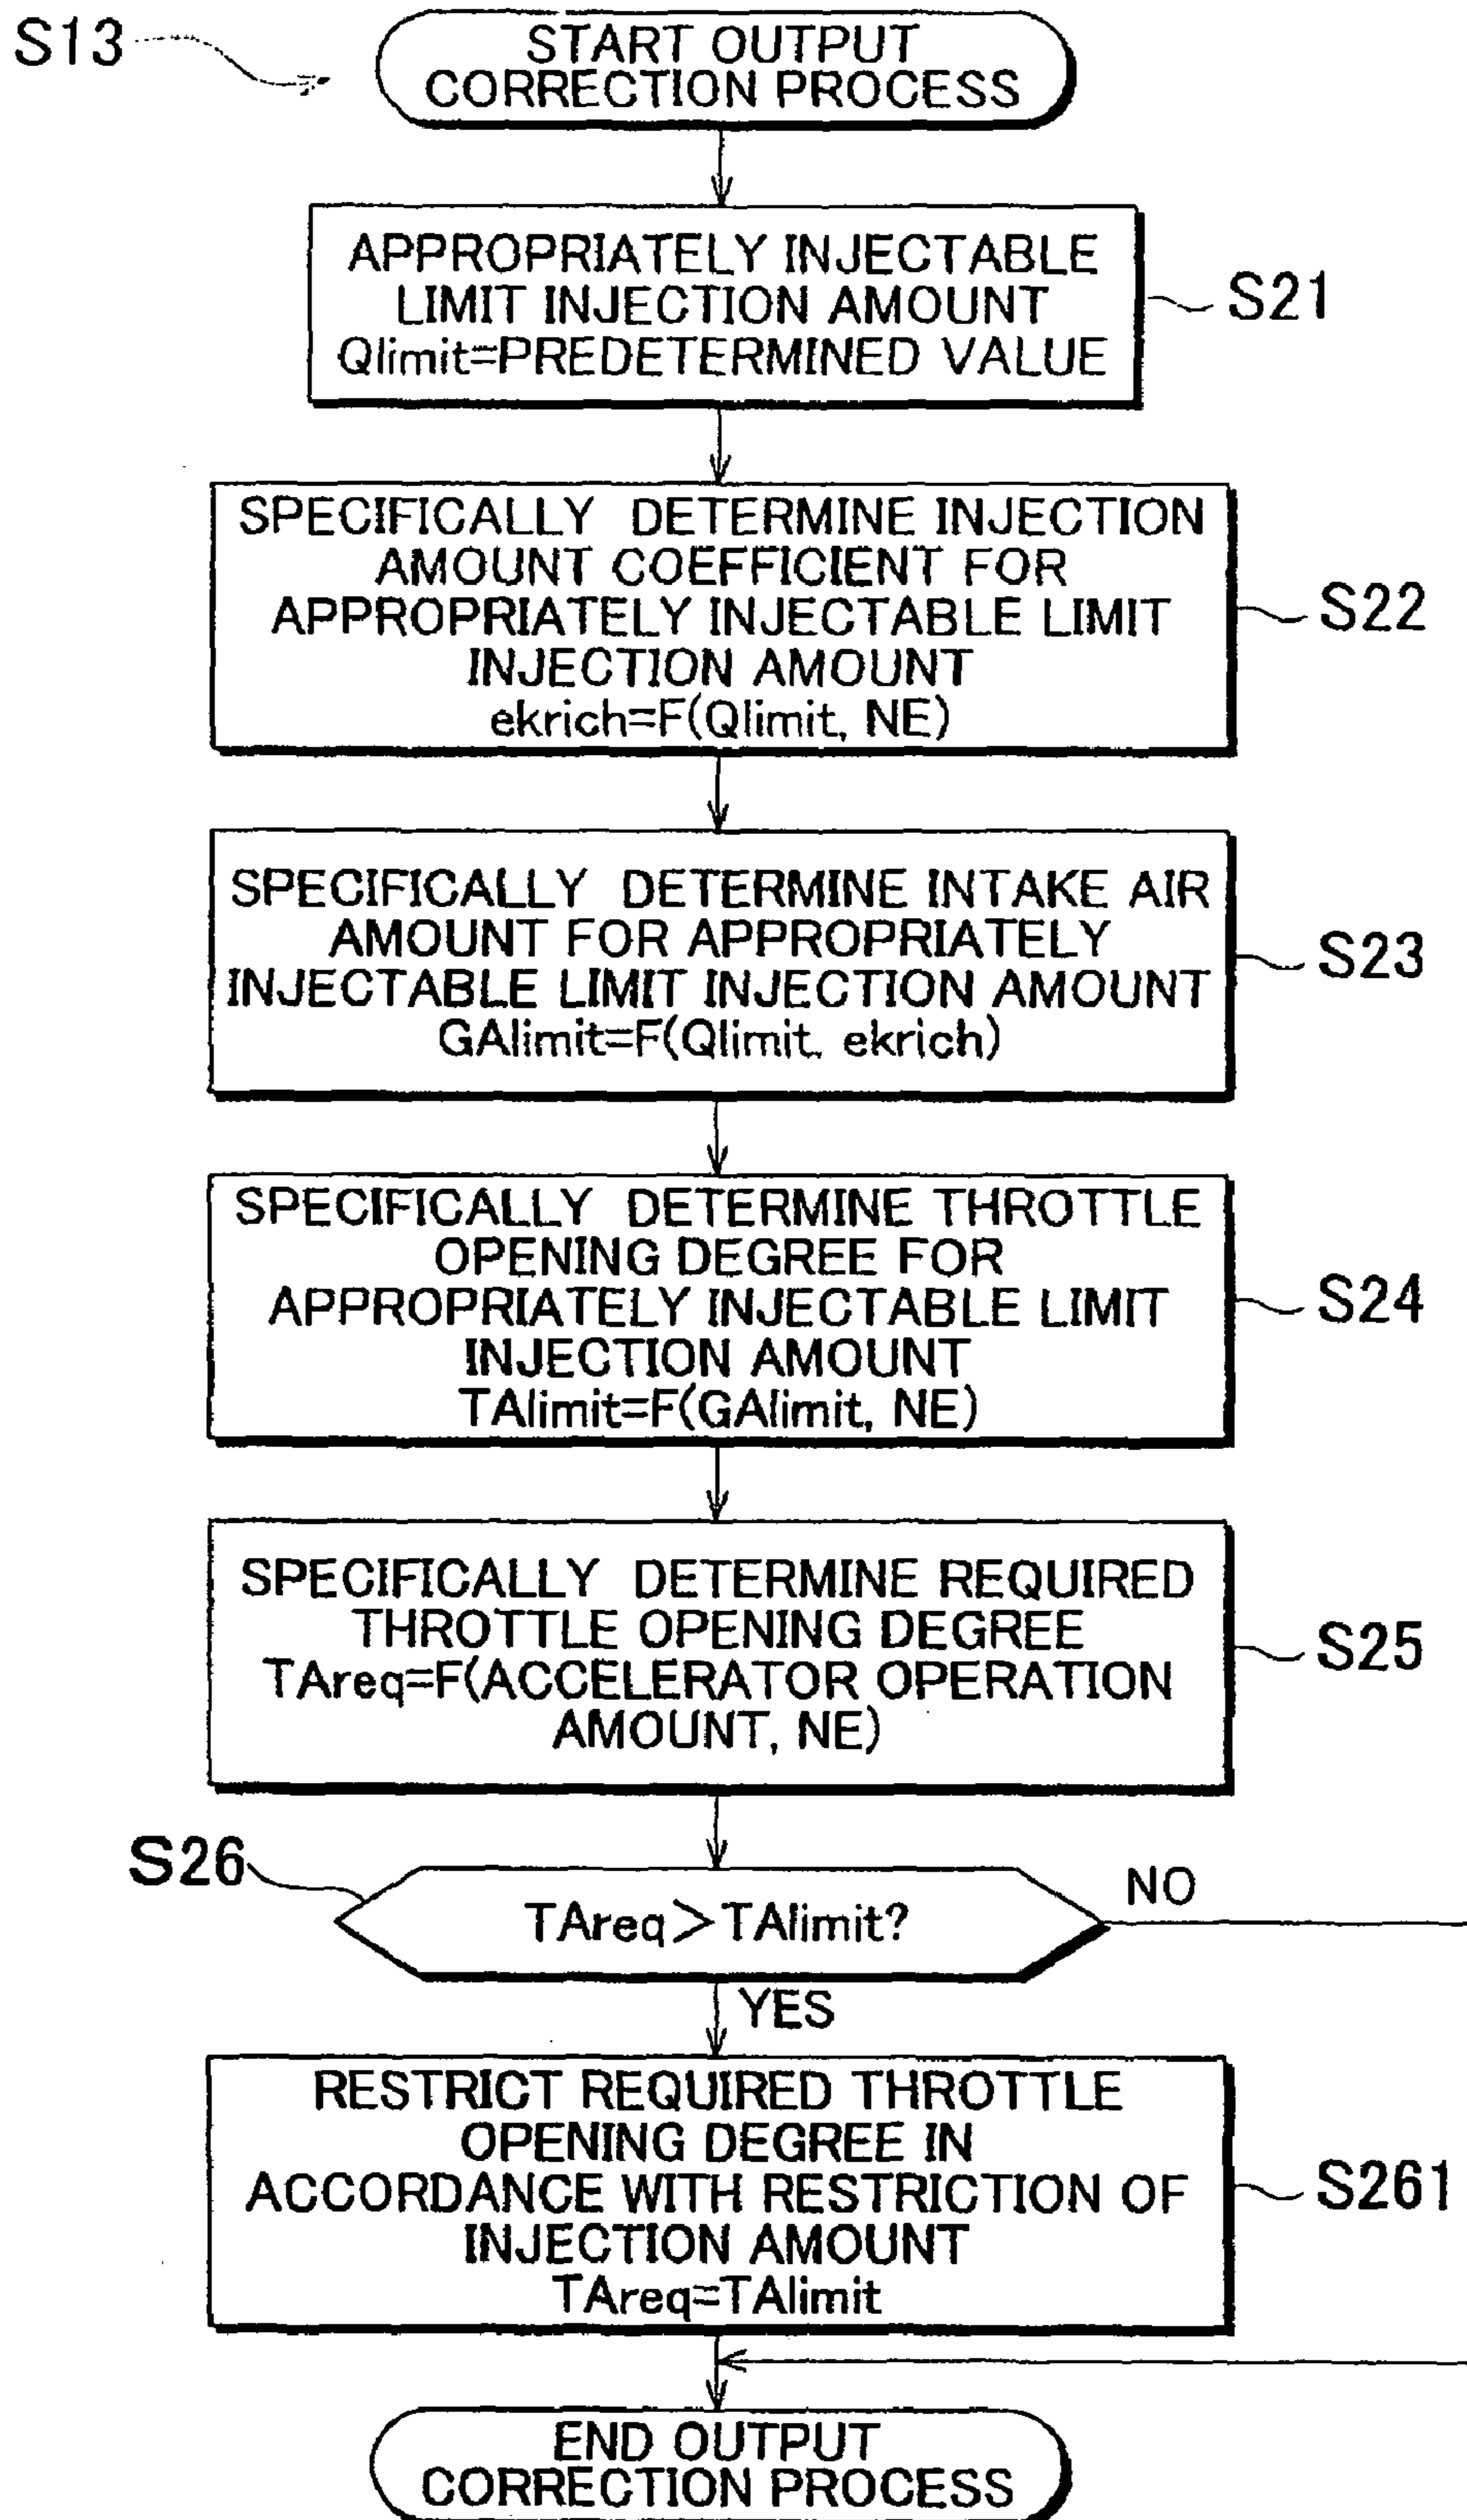 S13
START OUTPUT
CORRECTION PROCESS
APPROPRIATELY INJECTABLE
LIMIT INJECTION AMOUNT
Qlimit=PREDETERMINED VALUE
S21
SPECIFICALLY DETERMINE INJECTION
AMOUNT COEFFICIENT FOR
APPROPRIATELY INJECTABLE LIMIT
INJECTION AMOUNT
ekrich=F(Qlimit, NE)
S22
SPECIFICALLY DETERMINE INTAKE AIR
AMOUNT FOR APPROPRIATELY
INJECTABLE LIMIT INJECTION AMOUNT
GAlimit=F(Qlimit, ekrich)
S23
SPECIFICALLY DETERMINE THROTTLE
OPENING DEGREE FOR
APPROPRIATELY INJECTABLE LIMIT
INJECTION AMOUNT
TAlimit=F(GAlimit, NE)
S24
SPECIFICALLY DETERMINE REQUIRED
THROTTLE OPENING DEGREE
TAreq=F(ACCELERATOR OPERATION
AMOUNT, NE)
S25
S26
TAreq>TAlimit?
NO
YES
RESTRICT REQUIRED THROTTLE
OPENING DEGREE IN
ACCORDANCE WITH RESTRICTION OF
INJECTION AMOUNT
TAreq=TAlimit
S261
END OUTPUT
CORRECTION PROCESS